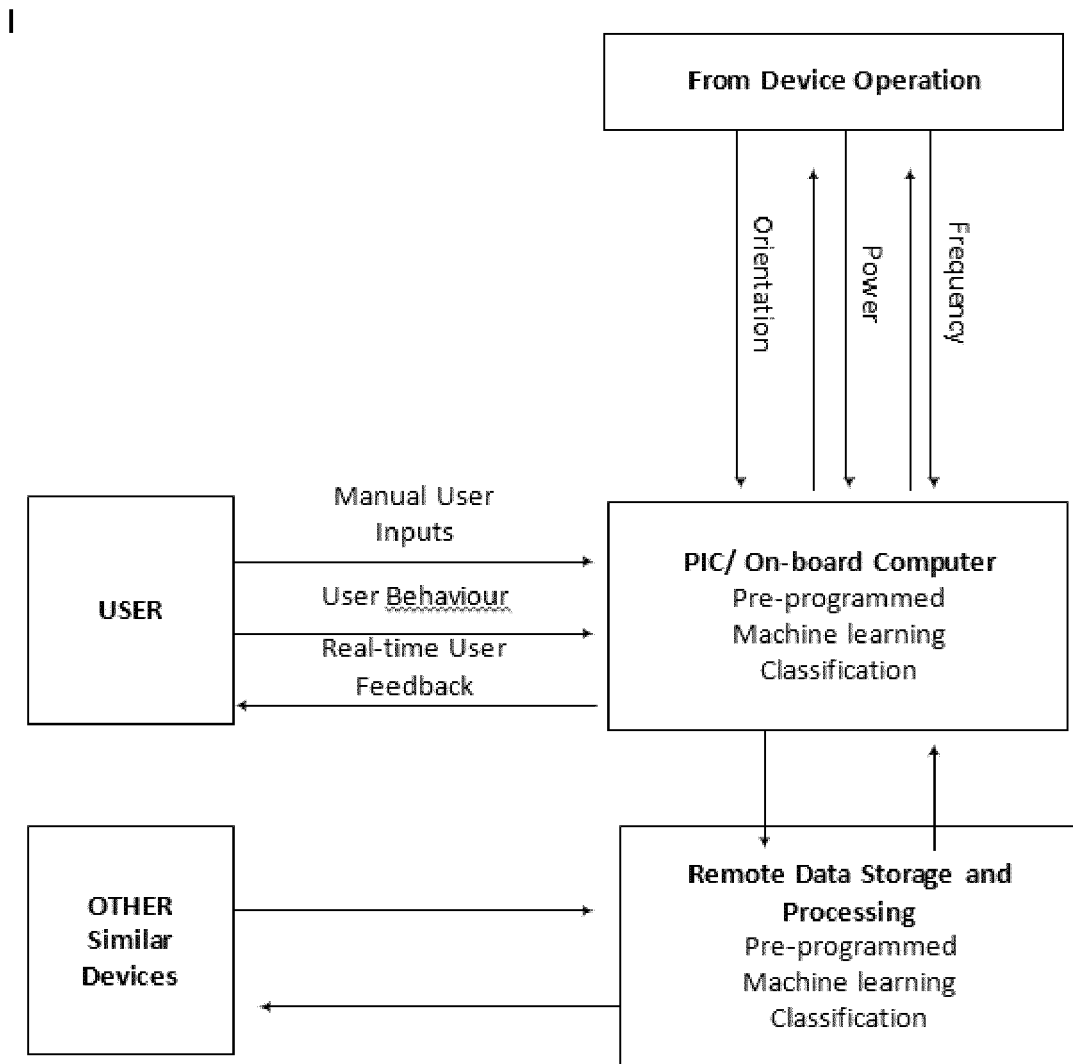 I
From Device Operation
Orientation
Power
Frequency
Manual User
Inputs
USER
User Behaviour
Real-time User
Feedback
PIC/ On-board Computer
Pre-programmed
Machine learning
Classification
OTHER
Similar
Devices
Remote Data Storage and
Processing
Pre-programmed
Machine learning
Classification